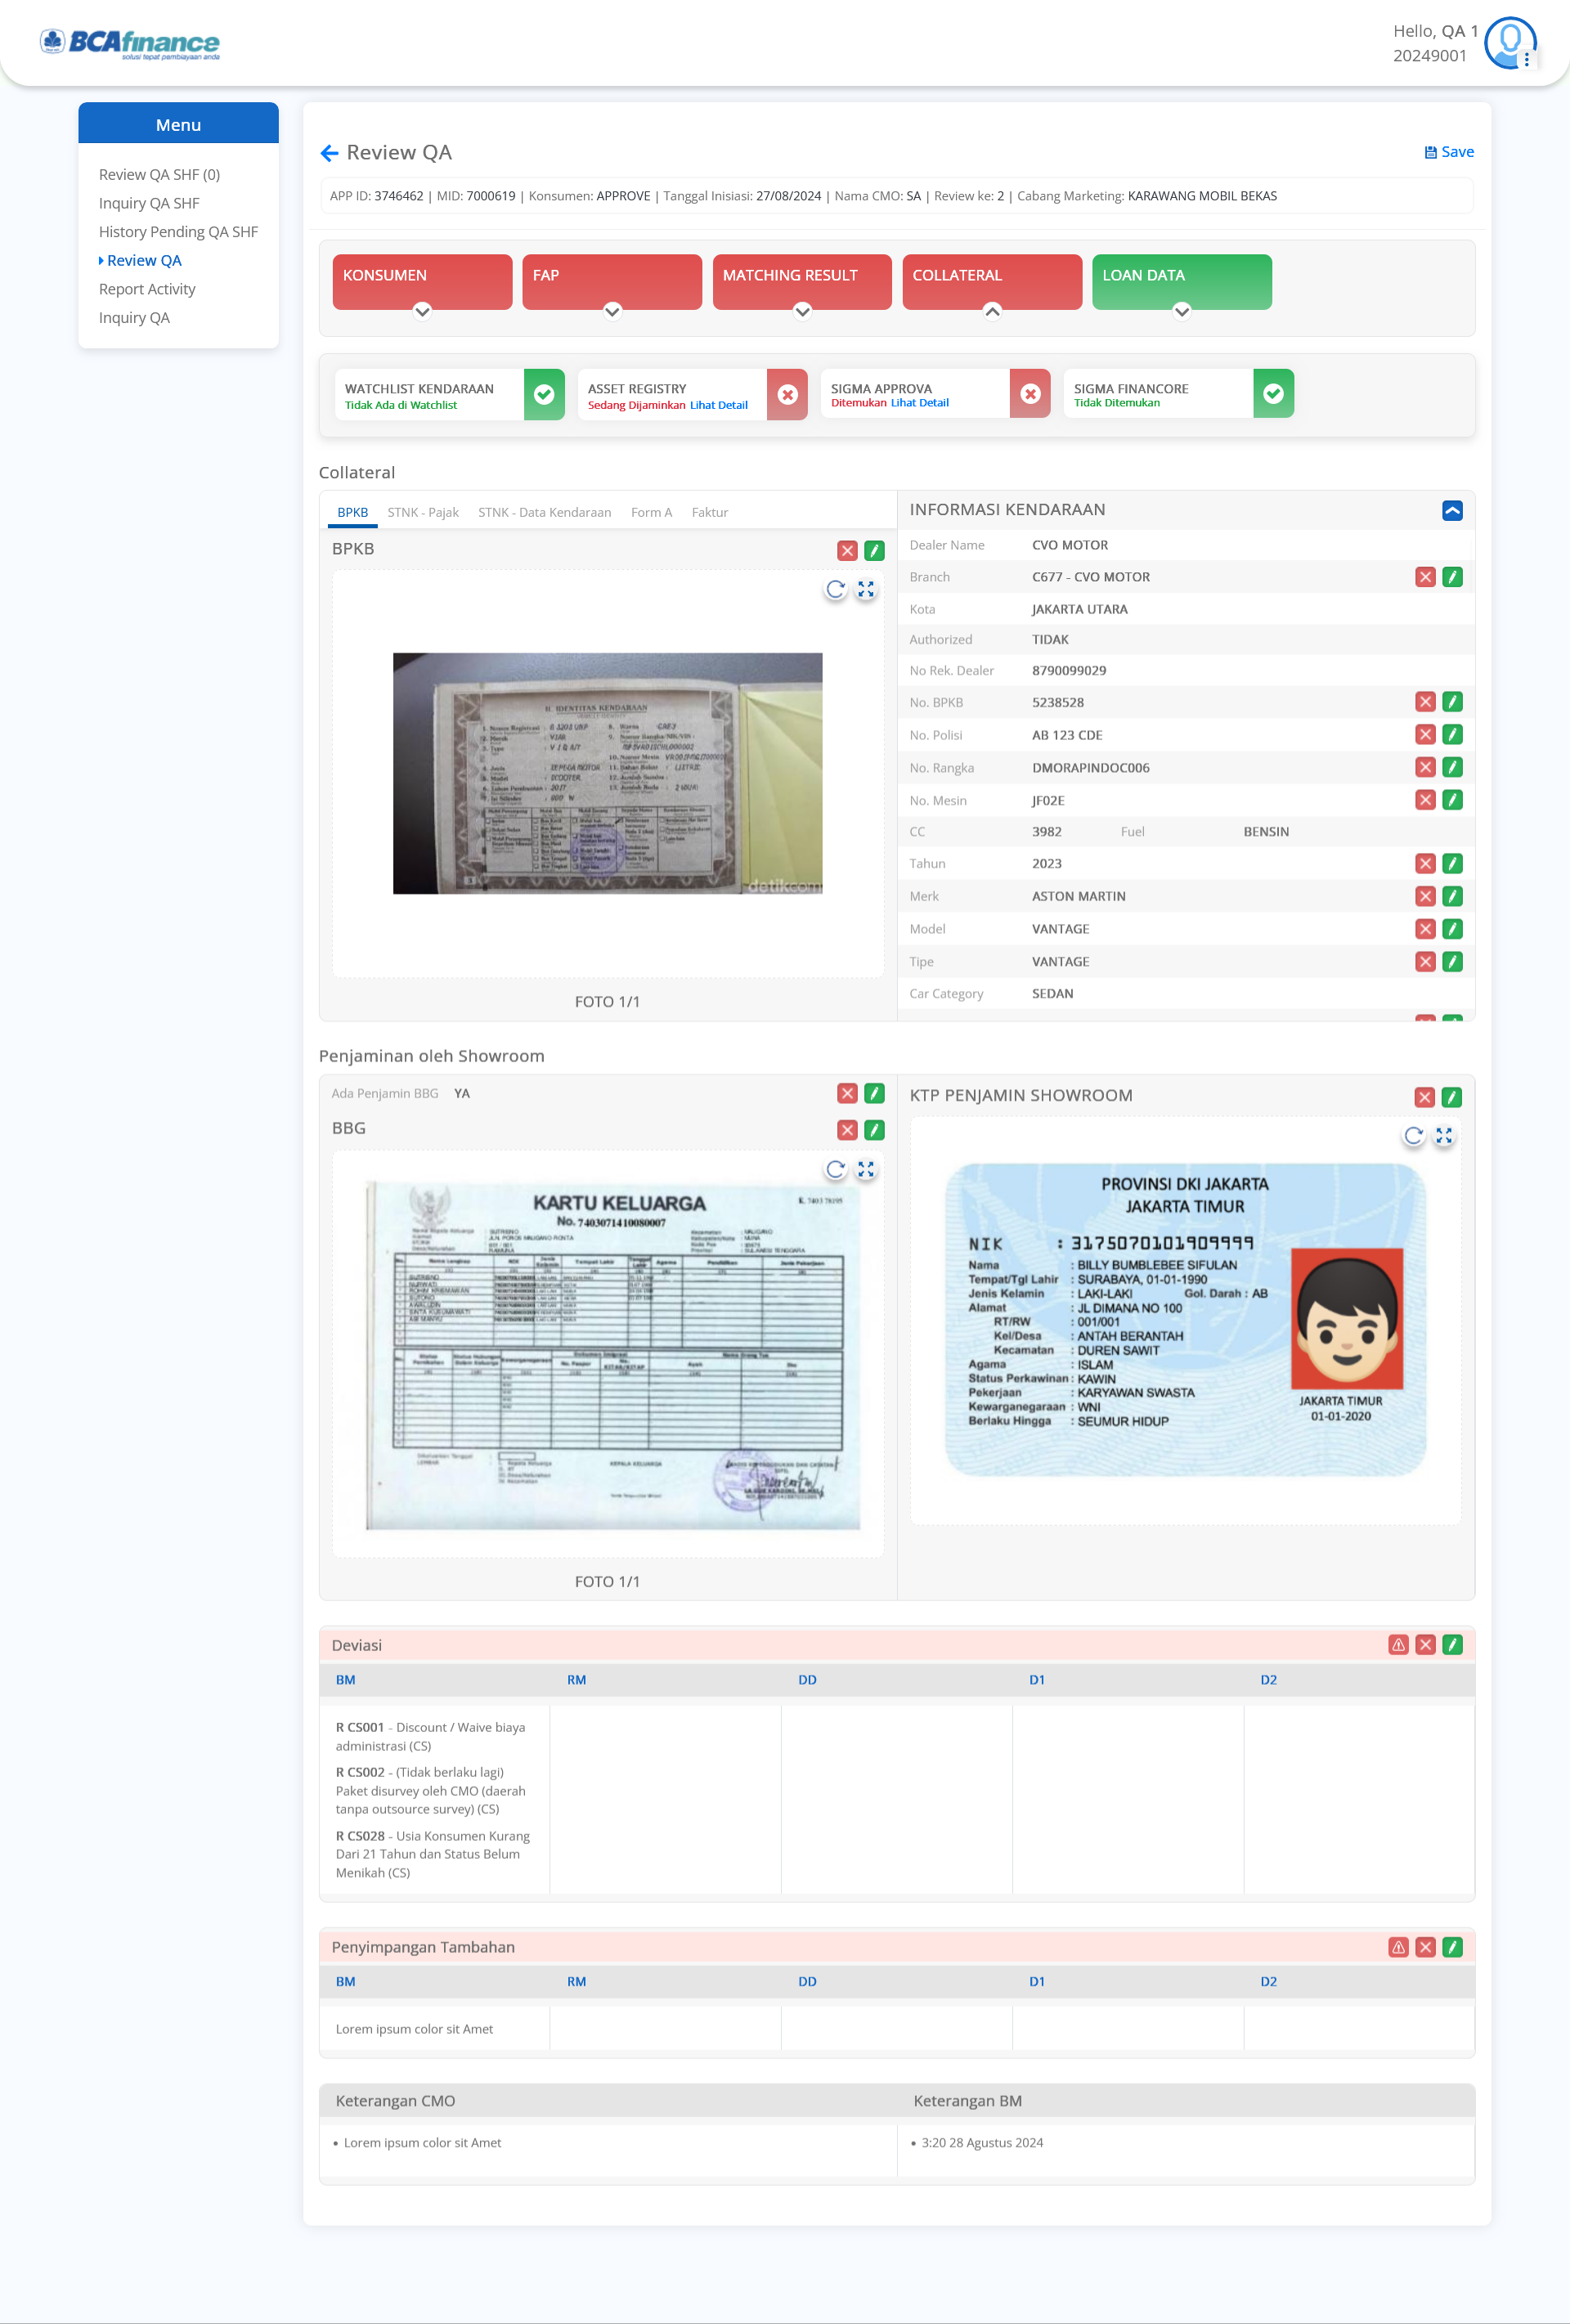 BCAfinance
solusi tepat pembiayaan anda
Hello, QA 1
20249001
Menu
Review QA SHF (0)
Inquiry QA SHF
History Pending QA SHF
Review QA
Report Activity
Inquiry QA
Review QA
Save
APP ID: 3746462 | MID: 7000619 | Konsumen: APPROVE | Tanggal Inisiasi: 27/08/2024 | Nama CMO: SA | Review ke: 2 | Cabang Marketing: KARAWANG MOBIL BEKAS
KONSUMEN
FAP
MATCHING RESULT
COLLATERAL
LOAN DATA
WATCHLIST KENDARAAN
Tidak Ada di Watchlist
ASSET REGISTRY
Sedang Dijaminkan Lihat Detail
SIGMA APPROVA
Ditemukan Lihat Detail
SIGMA FINANCORE
Tidak Ditemukan
Collateral
BPKB STNK - Pajak STNK - Data Kendaraan Form A Faktur
BPKB
II. IDENTITAS KENDARAAN
detikcom
FOTO 1/1
INFORMASI KENDARAAN
Dealer Name CVO MOTOR
Branch C677 - CVO MOTOR
Kota JAKARTA UTARA
Authorized TIDAK
No Rek. Dealer 8790099029
No. BPKB 5238528
No. Polisi AB 123 CDE
No. Rangka DMORAPINDOC006
No. Mesin JF02E
CC 3982 Fuel BENSIN
Tahun 2023
Merk ASTON MARTIN
Model VANTAGE
Tipe VANTAGE
Car Category SEDAN
Penjaminan oleh Showroom
Ada Penjamin BBG YA
BBG
KARTU KELUARGA
No. 7403071410080007
FOTO 1/1
KTP PENJAMIN SHOWROOM
PROVINSI DKI JAKARTA
JAKARTA TIMUR
NIK : 3175070101909999
Nama : BILLY BUMBLEBEE SIFULAN
Tempat/Tgl Lahir : SURABAYA, 01-01-1990
Jenis Kelamin : LAKI-LAKI Gol. Darah : AB
Alamat : JL DIMANA NO 100
RT/RW : 001/001
Kel/Desa : ANTAH BERANTAH
Kecamatan : DUREN SAWIT
Agama : ISLAM
Status Perkawinan : KAWIN
Pekerjaan : KARYAWAN SWASTA
Kewarganegaraan : WNI
Berlaku Hingga : SEUMUR HIDUP
JAKARTA TIMUR
01-01-2020
Deviasi
BM RM DD D1 D2
R CS001 - Discount / Waive biaya
administrasi (CS)
R CS002 - (Tidak berlaku lagi)
Paket disurvey oleh CMO (daerah
tanpa outsource survey) (CS)
R CS028 - Usia Konsumen Kurang
Dari 21 Tahun dan Status Belum
Menikah (CS)
Penyimpangan Tambahan
BM RM DD D1 D2
Lorem ipsum color sit Amet
Keterangan CMO
Keterangan BM
• Lorem ipsum color sit Amet
• 3:20 28 Agustus 2024